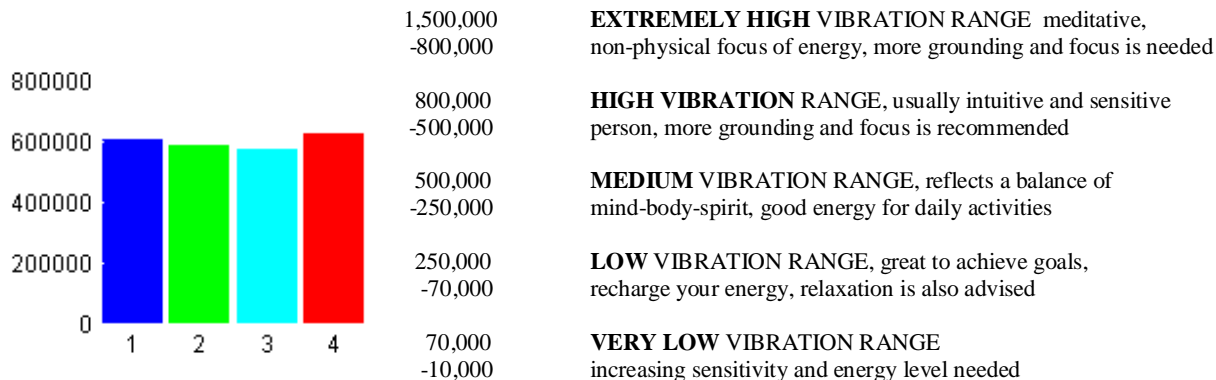 1,500,000 EXTREMELY HIGH VIBRATION RANGE meditative,
-800,000 non-physical focus of energy, more grounding and focus is needed
800,000 HIGH VIBRATION RANGE, usually intuitive and sensitive
-500,000 person, more grounding and focus is recommended
500,000 MEDIUM VIBRATION RANGE, reflects a balance of
-250,000 mind-body-spirit, good energy for daily activities
250,000 LOW VIBRATION RANGE, great to achieve goals,
-70,000 recharge your energy, relaxation is also advised
70,000 VERY LOW VIBRATION RANGE
-10,000 increasing sensitivity and energy level needed
800000
600000
400000
200000
0
1 2 3 4